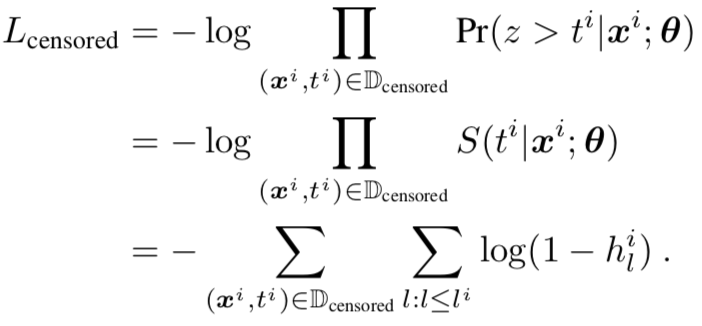 L_censored = − log ∏_{(𝒙^i,t^i)∈𝔻_censored} Pr(z > t^i|𝒙^i; 𝜽)
= − log ∏_{(𝒙^i,t^i)∈𝔻_censored} S(t^i|𝒙^i; 𝜽)
= − ∑_{(𝒙^i,t^i)∈𝔻_censored} ∑_{l:l≤l^i} log(1 − h_l^i) .